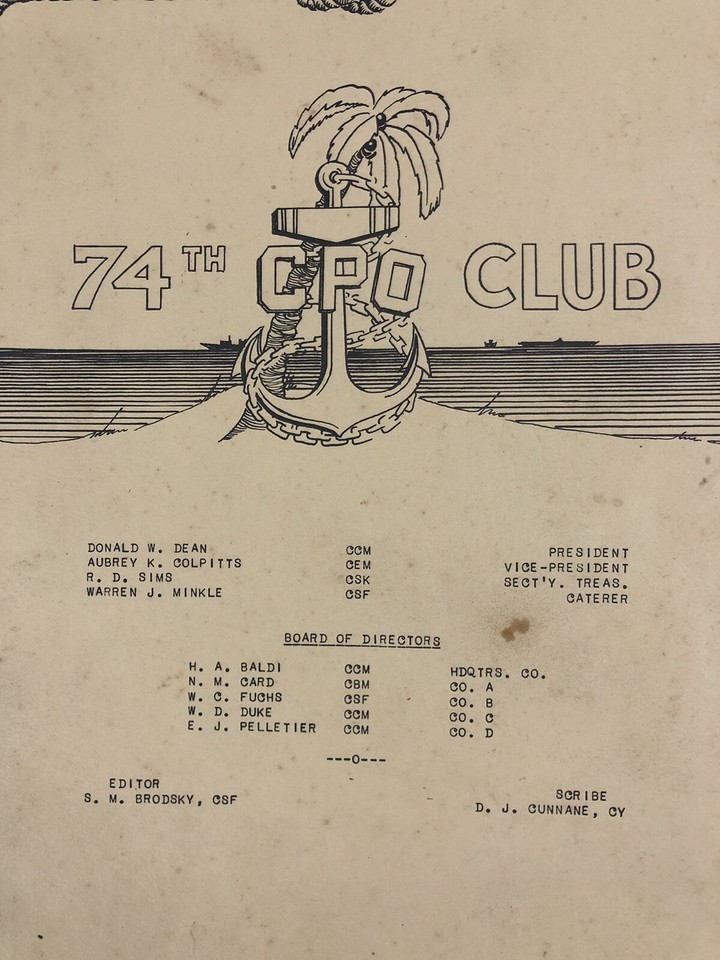 74TH CPO CLUB
DONALD W. DEAN CCM PRESIDENT
AUBREY K. COLPITTS CEM VICE-PRESIDENT
R. D. SIMS CSK SECT'Y. TREAS.
WARREN J. MINKLE CSF CATERER
BOARD OF DIRECTORS
H. A. BALDI CCM HDQTRS. CO.
N. M. CARD CBM CO. A
W. C. FUCHS CSF CO. B
W. D. DUKE CCM CO. C
E. J. PELLETIER CCM CO. D
---O---
EDITOR
S. M. BRODSKY, CSF
SCRIBE
D. J. CUNNANE, CY